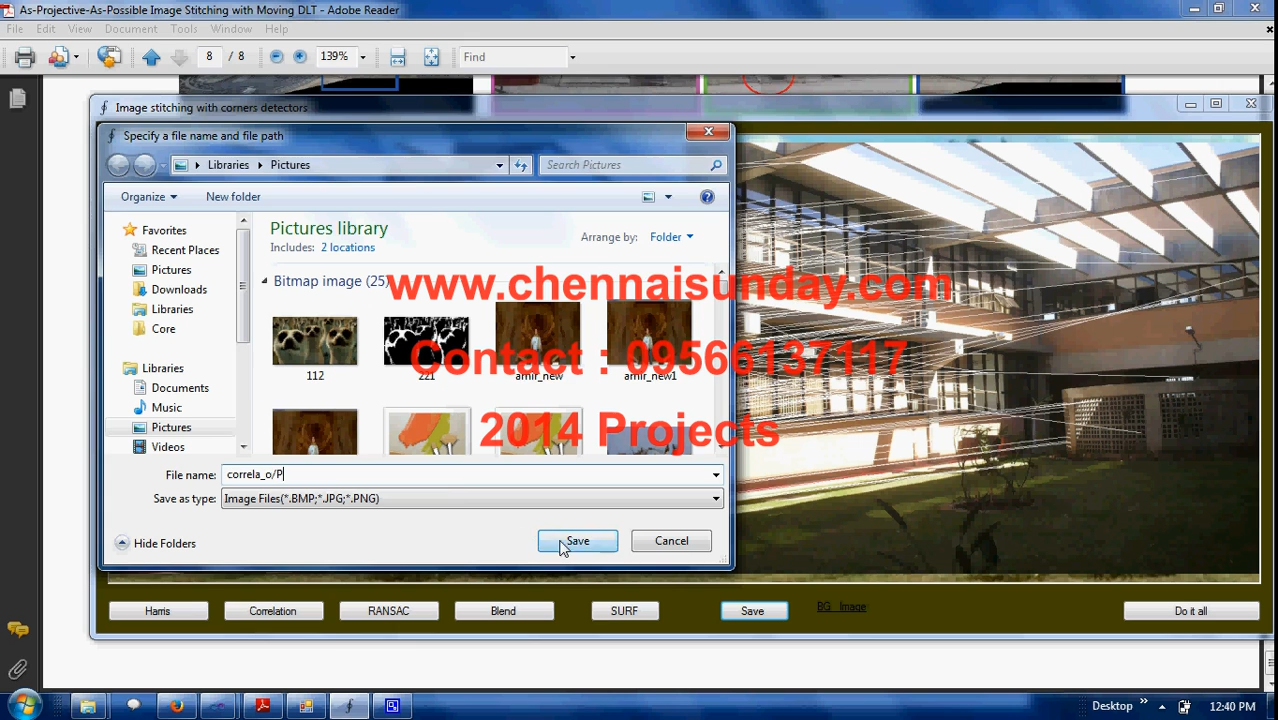 As-Projective-As-Possible Image Stitching with Moving DLT - Adobe Reader
File Edit View Document Tools Window Help
8 / 8 139% Find
Image stitching with corners detectors
Specify a file name and file path
Libraries Pictures Search Pictures
Organize New folder
Favorites
Recent Places
Pictures
Downloads
Libraries
Core
Libraries
Documents
Music
Pictures
Videos
Pictures library
Includes: 2 locations
Arrange by: Folder
Bitmap image (25)
112 221 amir_new amir_new1
www.chennaisunday.com
Contact : 09566137117
2014 Projects
File name: correla_o/P
Save as type: Image Files(*.BMP;*.JPG;*.PNG)
Hide Folders Save Cancel
Harris Correlation RANSAC Blend SURF Save BG_Image Do it all
Desktop 12:40 PM